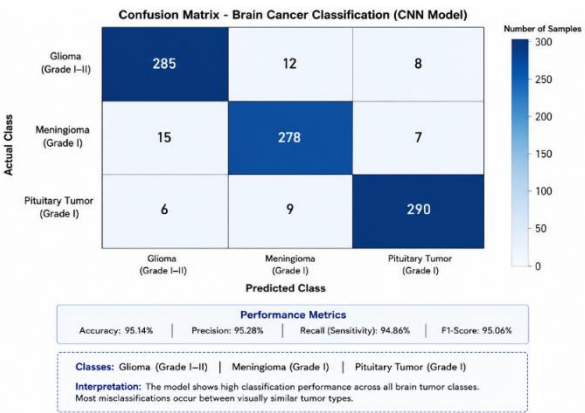 Confusion Matrix - Brain Cancer Classification (CNN Model)
Number of Samples
Actual Class
Glioma
(Grade I–II)
285 12 8
Meningioma
(Grade I)
15 278 7
Pituitary Tumor
(Grade I)
6 9 290
300
250
200
150
100
50
0
Glioma Meningioma Pituitary Tumor
(Grade I–II) (Grade I) (Grade I)
Predicted Class
Performance Metrics
Accuracy: 95.14% | Precision: 95.28% | Recall (Sensitivity): 94.86% | F1-Score: 95.06%
Classes: Glioma (Grade I–II) | Meningioma (Grade I) | Pituitary Tumor (Grade I)
Interpretation: The model shows high classification performance across all brain tumor classes.
Most misclassifications occur between visually similar tumor types.